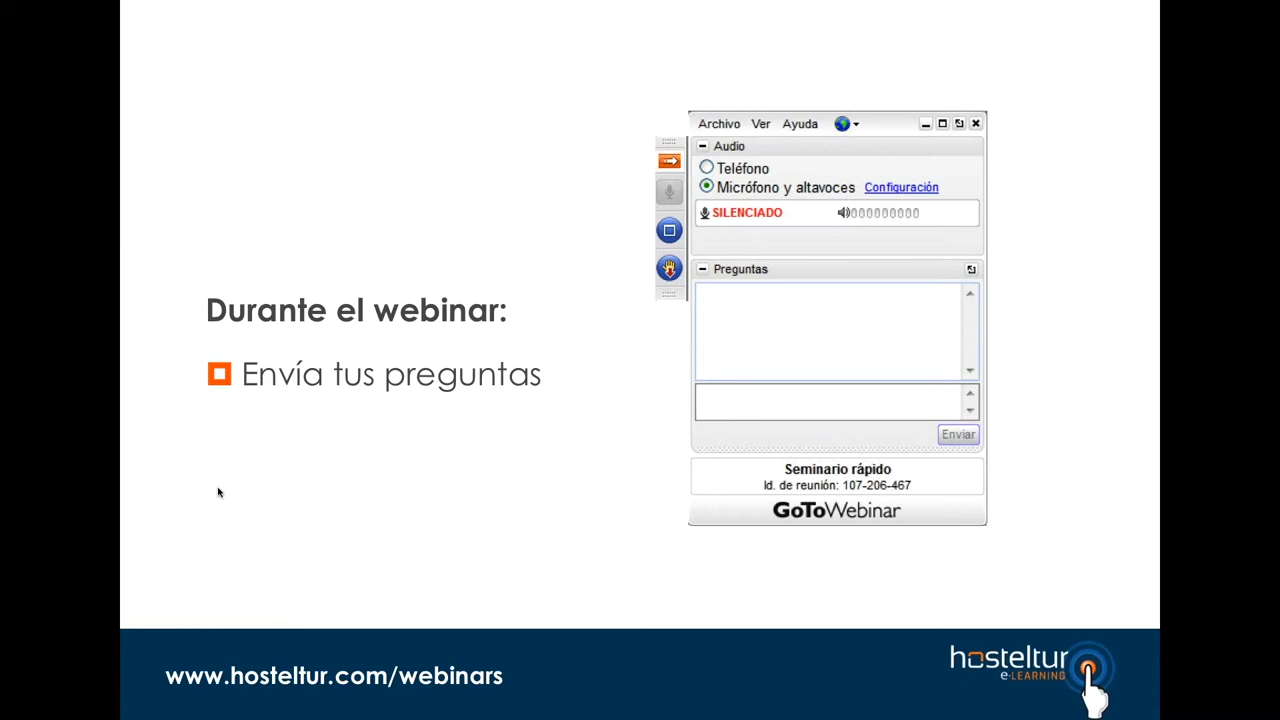 Durante el webinar:
Envía tus preguntas
Archivo Ver Ayuda
Audio
Teléfono
Micrófono y altavoces Configuración
SILENCIADO
Preguntas
Enviar
Seminario rápido
Id. de reunión: 107-206-467
GoToWebinar
www.hosteltur.com/webinars
hosteltur
e-LEARNING